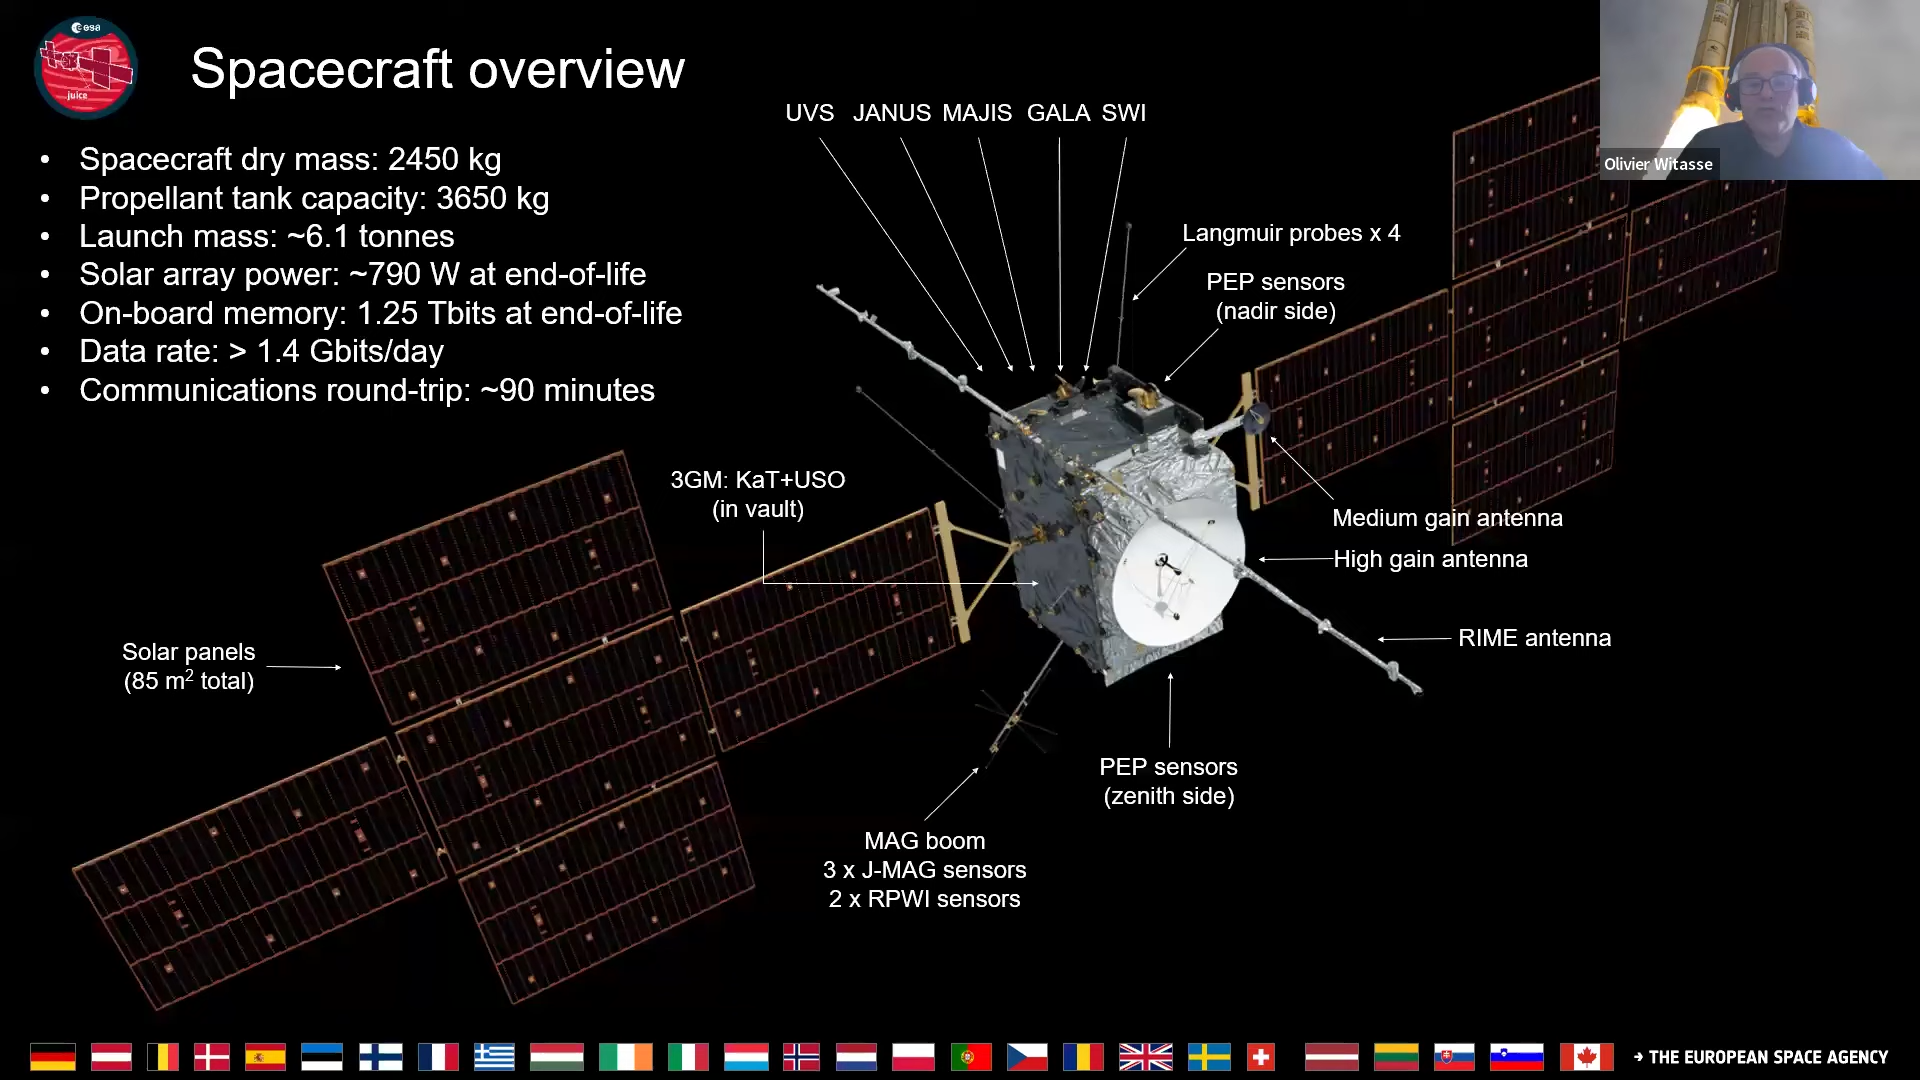 esa
juice
Spacecraft overview
• Spacecraft dry mass: 2450 kg
• Propellant tank capacity: 3650 kg
• Launch mass: ~6.1 tonnes
• Solar array power: ~790 W at end-of-life
• On-board memory: 1.25 Tbits at end-of-life
• Data rate: > 1.4 Gbits/day
• Communications round-trip: ~90 minutes
UVS JANUS MAJIS GALA SWI
Langmuir probes x 4
PEP sensors
(nadir side)
Olivier Witasse
3GM: KaT+USO
(in vault)
Medium gain antenna
High gain antenna
RIME antenna
Solar panels
(85 m² total)
PEP sensors
(zenith side)
MAG boom
3 x J-MAG sensors
2 x RPWI sensors
→ THE EUROPEAN SPACE AGENCY